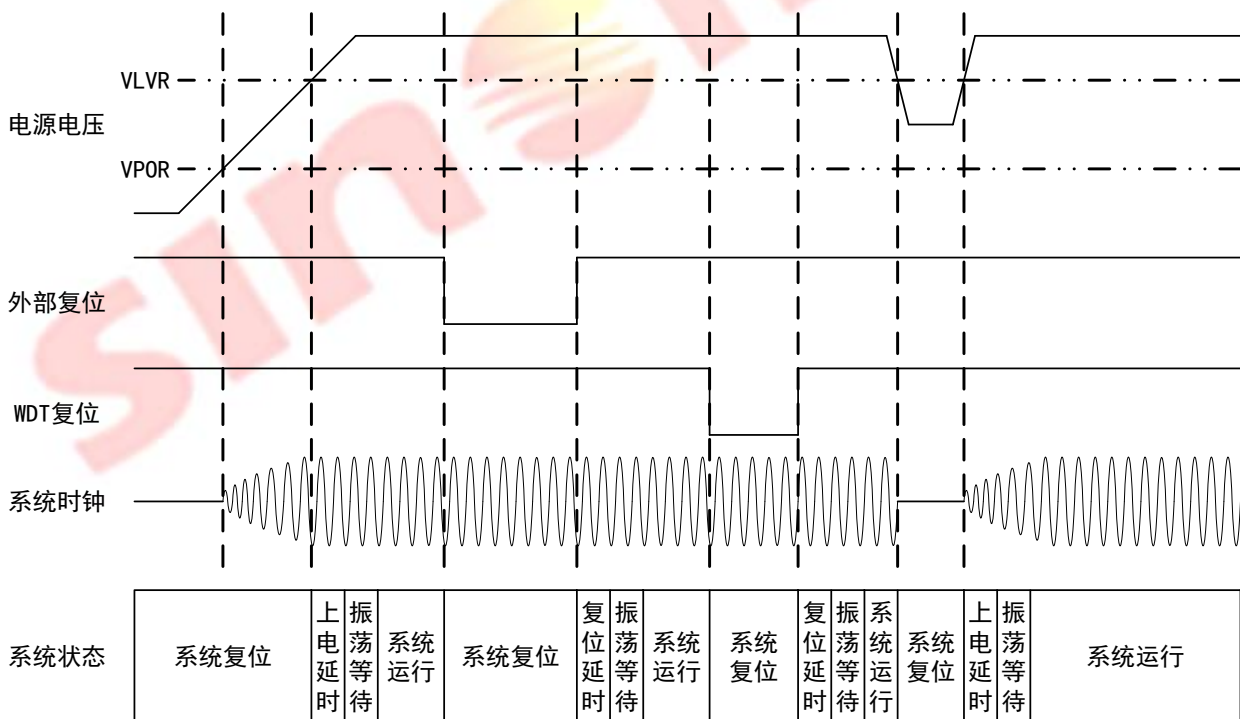 VLVR
电源电压
VPOR
外部复位
WDT复位
系统时钟
系统状态
系统复位
上电延时
振荡等待
系统运行
系统复位
复位延时
振荡等待
系统运行
系统复位
复位延时
振荡等待
系统运行
系统复位
上电延时
振荡等待
系统运行